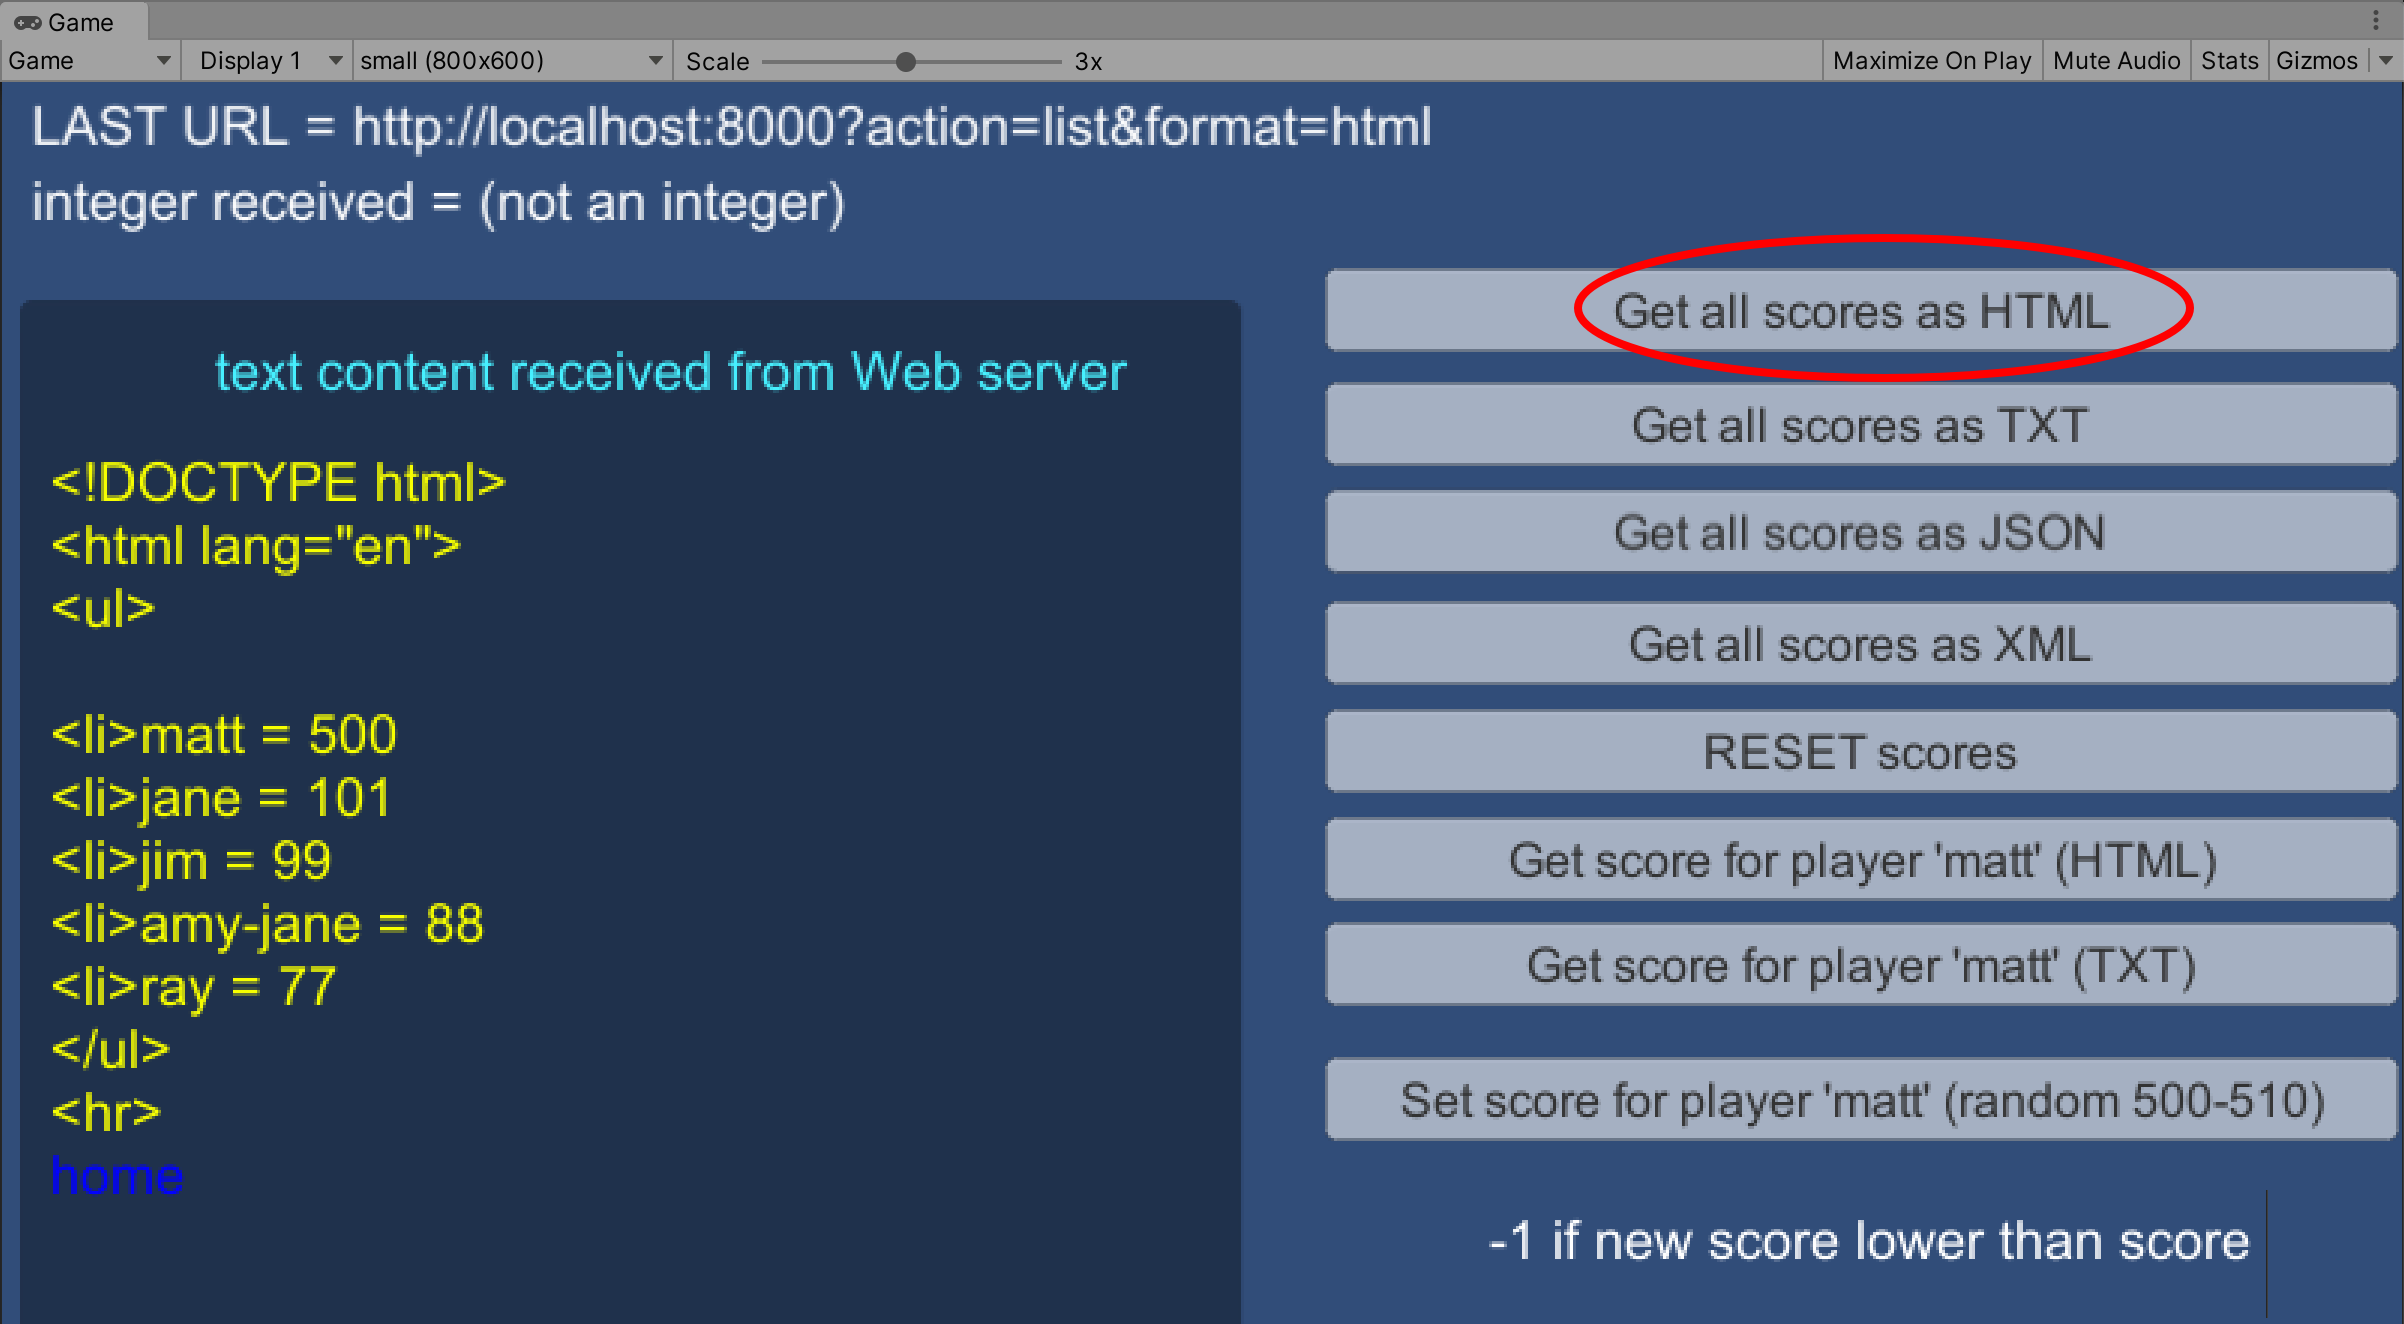 Game
Game Display 1 small (800x600) Scale 3x Maximize On Play Mute Audio Stats Gizmos
LAST URL = http://localhost:8000?action=list&format=html
integer received = (not an integer)
text content received from Web server
<!DOCTYPE html>
<html lang="en">
<ul>
<li>matt = 500
<li>jane = 101
<li>jim = 99
<li>amy-jane = 88
<li>ray = 77
</ul>
<hr>
home
Get all scores as HTML
Get all scores as TXT
Get all scores as JSON
Get all scores as XML
RESET scores
Get score for player 'matt' (HTML)
Get score for player 'matt' (TXT)
Set score for player 'matt' (random 500-510)
-1 if new score lower than score